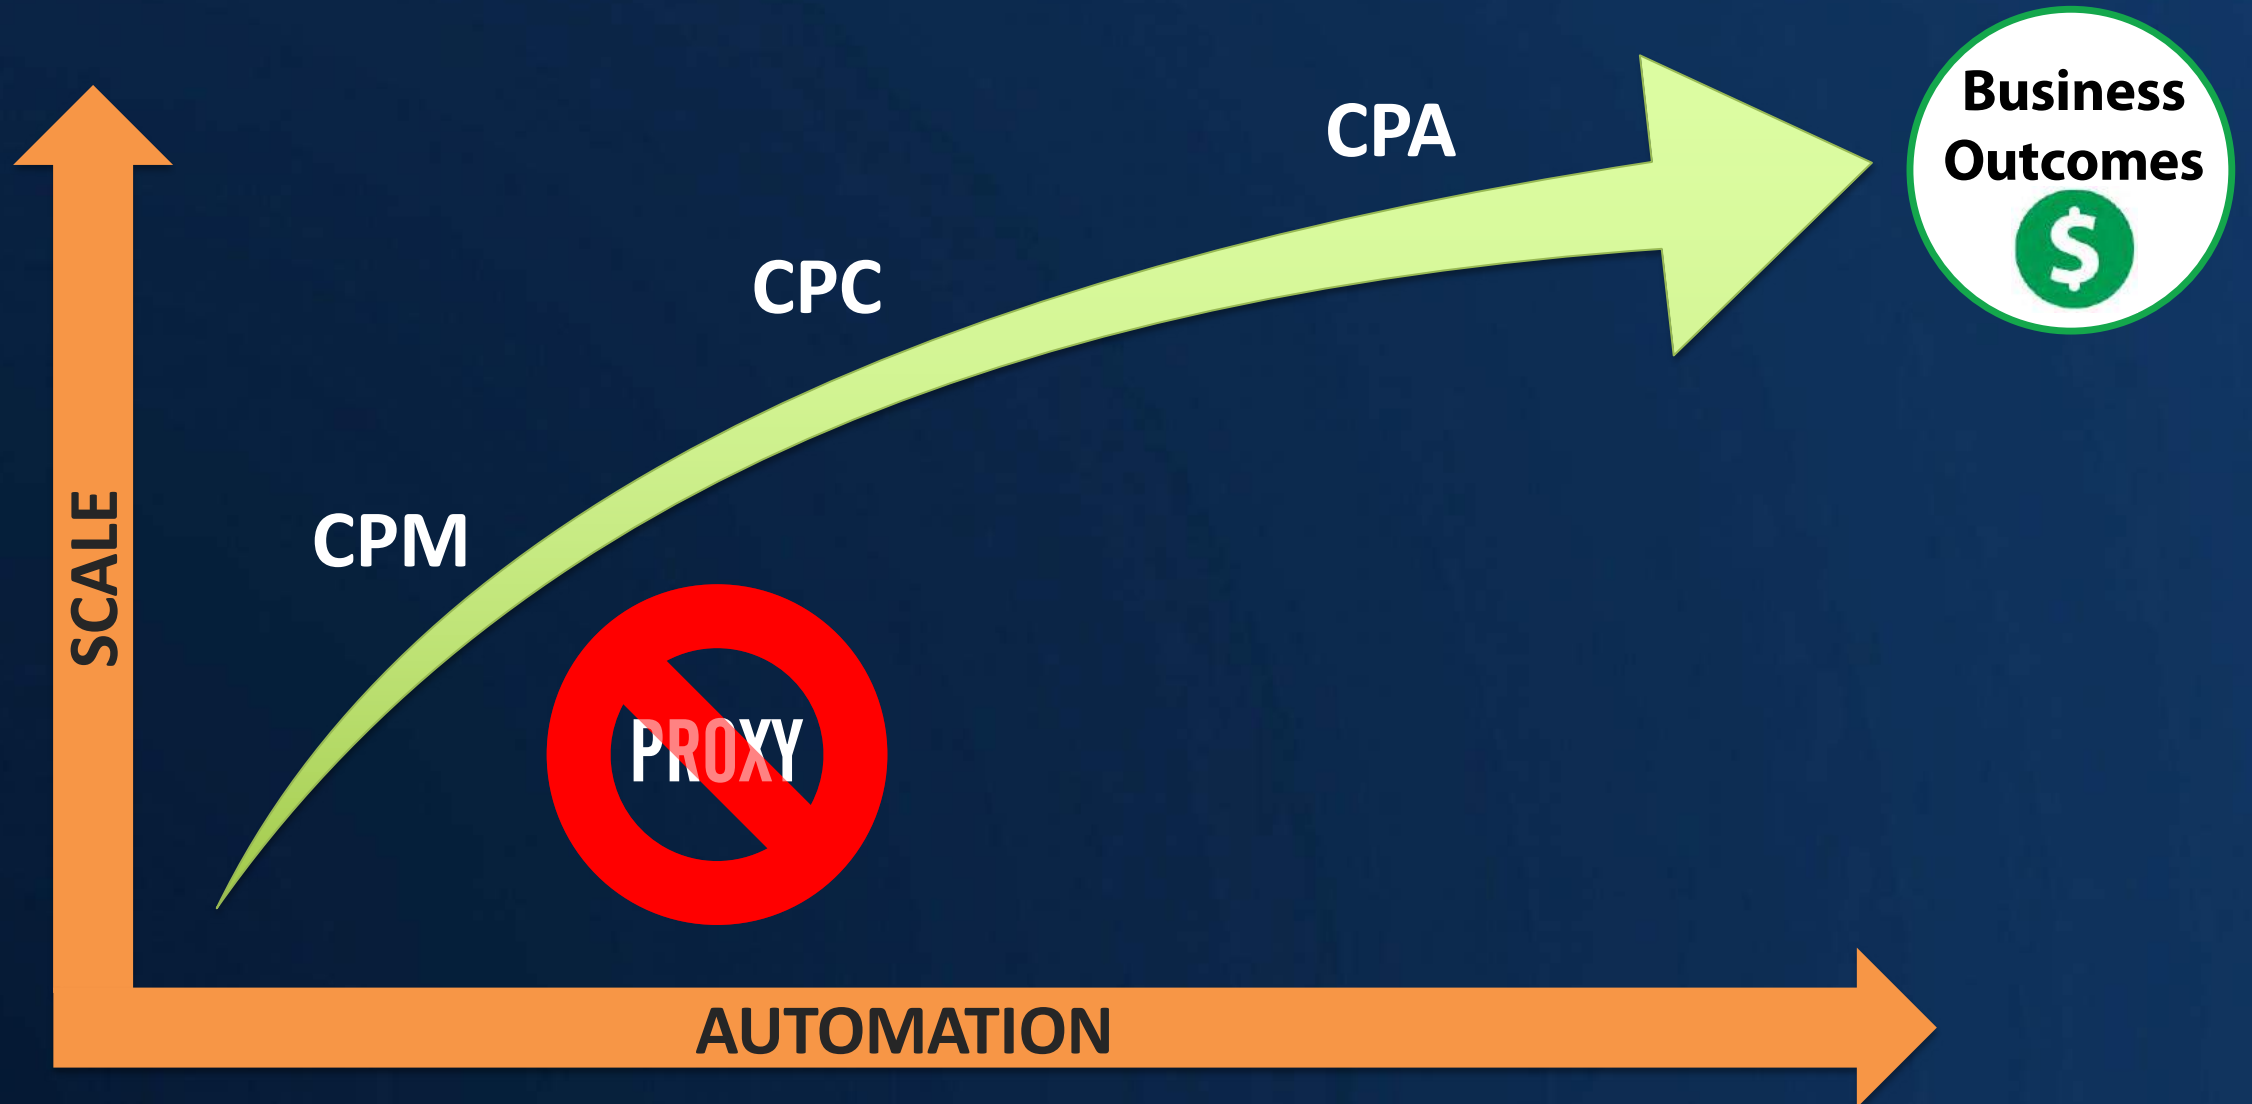 CPA
Business
Outcomes
$
CPC
CPM
SCALE
PROXY
AUTOMATION